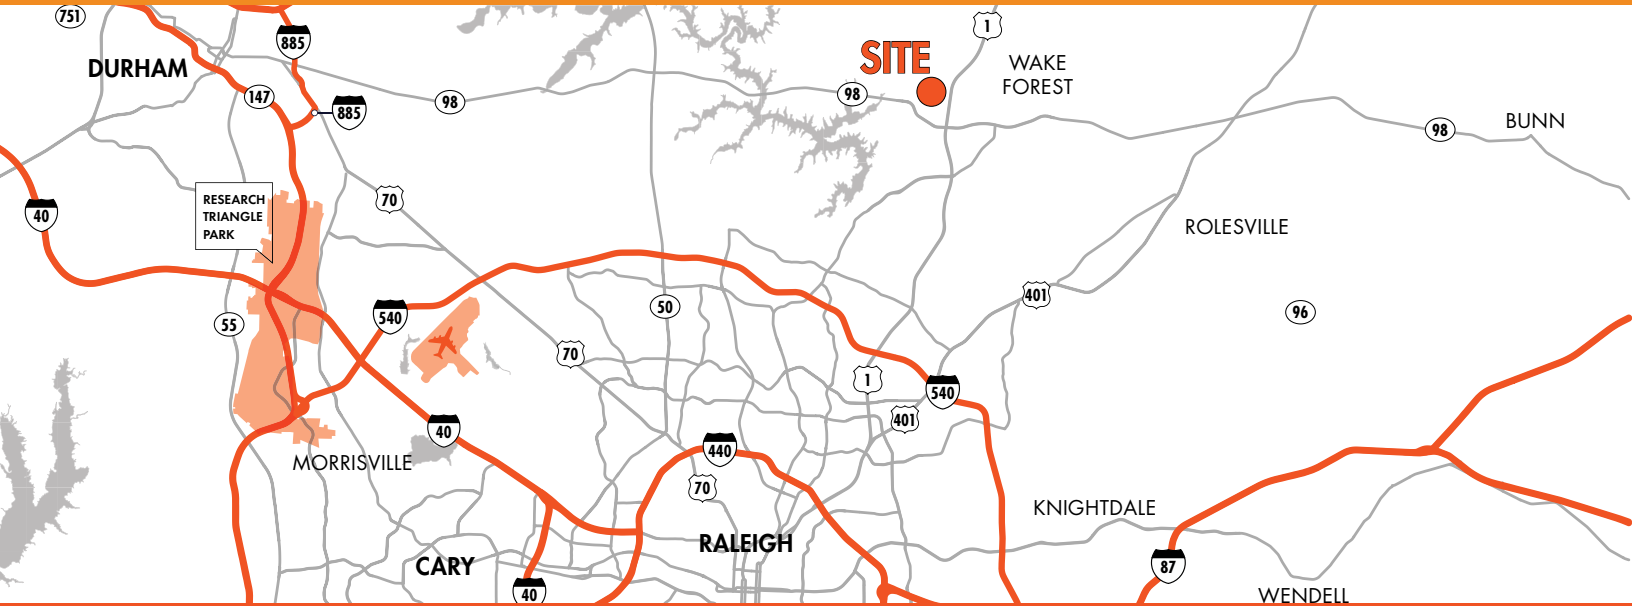 751
885
1
DURHAM
SITE
WAKE
FOREST
147
98
98
885
98
BUNN
RESEARCH
TRIANGLE
PARK
70
40
ROLESVILLE
401
50
96
540
55
70
1
540
401
40
440
MORRISVILLE
70
KNIGHTDALE
RALEIGH
CARY
87
40
WENDELL